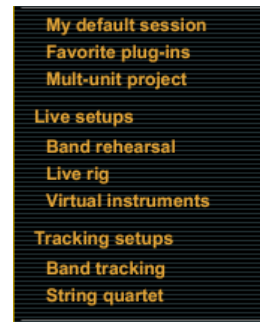 My default session
Favorite plug-ins
Mult-unit project
Live setups
Band rehearsal
Live rig
Virtual instruments
Tracking setups
Band tracking
String quartet